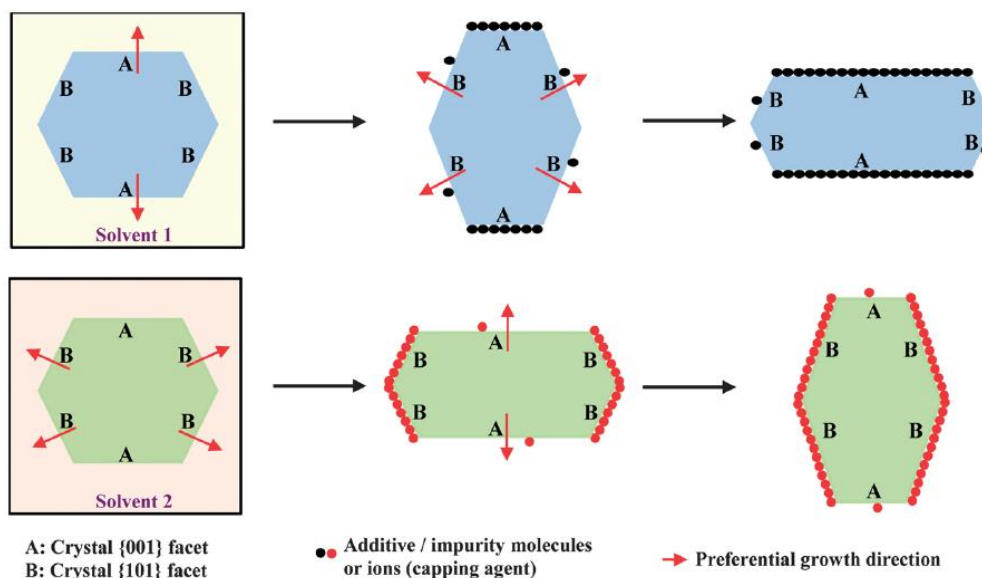 A
B B
B B
A
Solvent 1
A
B B
B B
A
A
B B
B B
A
A
B B
B B
A
Solvent 2
A
B B
B B
A
A
B B
B B
A
A: Crystal {001} facet
B: Crystal {101} facet
Additive / impurity molecules
or ions (capping agent)
Preferential growth direction